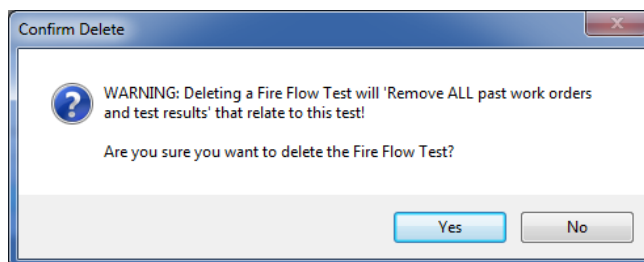 Confirm Delete
WARNING: Deleting a Fire Flow Test will 'Remove ALL past work orders
and test results' that relate to this test!
Are you sure you want to delete the Fire Flow Test?
Yes
No